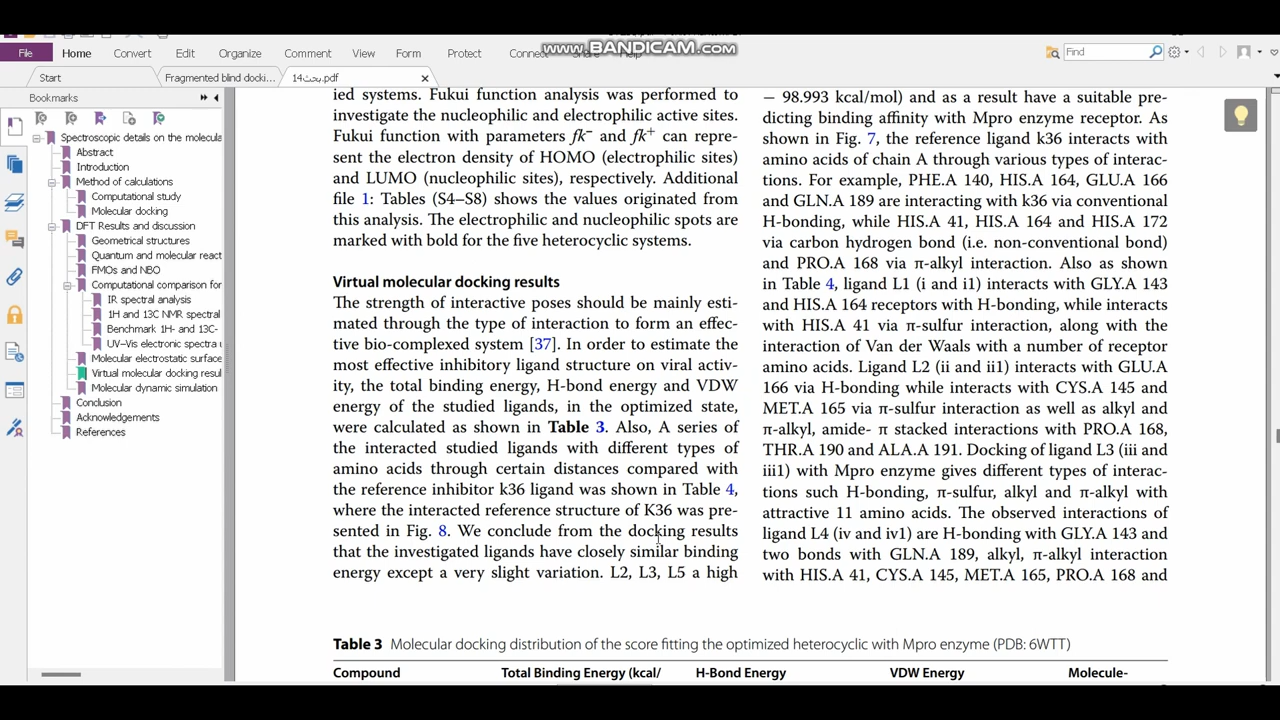 www.BANDICAM.com
File Home Convert Edit Organize Comment View Form Protect Connect Share Help Find
Start Fragmented blind docki... بحث14.pdf
Bookmarks
Spectroscopic details on the molecula
Abstract
Introduction
Method of calculations
Computational study
Molecular docking
DFT Results and discussion
Geometrical structures
Quantum and molecular react
FMOs and NBO
Computational comparison for
IR spectral analysis
1H and 13C NMR spectral
Benchmark 1H- and 13C-
UV–Vis electronic spectra
Molecular electrostatic surface
Virtual molecular docking resul
Molecular dynamic simulation
Conclusion
Acknowledgements
References
ied systems. Fukui function analysis was performed to
investigate the nucleophilic and electrophilic active sites.
Fukui function with parameters fk− and fk+ can repre-
sent the electron density of HOMO (electrophilic sites)
and LUMO (nucleophilic sites), respectively. Additional
file 1: Tables (S4–S8) shows the values originated from
this analysis. The electrophilic and nucleophilic spots are
marked with bold for the five heterocyclic systems.
Virtual molecular docking results
The strength of interactive poses should be mainly esti-
mated through the type of interaction to form an effec-
tive bio-complexed system [37]. In order to estimate the
most effective inhibitory ligand structure on viral activ-
ity, the total binding energy, H-bond energy and VDW
energy of the studied ligands, in the optimized state,
were calculated as shown in Table 3. Also, A series of
the interacted studied ligands with different types of
amino acids through certain distances compared with
the reference inhibitor k36 ligand was shown in Table 4,
where the interacted reference structure of K36 was pre-
sented in Fig. 8. We conclude from the docking results
that the investigated ligands have closely similar binding
energy except a very slight variation. L2, L3, L5 a high
− 98.993 kcal/mol) and as a result have a suitable pre-
dicting binding affinity with Mpro enzyme receptor. As
shown in Fig. 7, the reference ligand k36 interacts with
amino acids of chain A through various types of interac-
tions. For example, PHE.A 140, HIS.A 164, GLU.A 166
and GLN.A 189 are interacting with k36 via conventional
H-bonding, while HIS.A 41, HIS.A 164 and HIS.A 172
via carbon hydrogen bond (i.e. non-conventional bond)
and PRO.A 168 via π-alkyl interaction. Also as shown
in Table 4, ligand L1 (i and i1) interacts with GLY.A 143
and HIS.A 164 receptors with H-bonding, while interacts
with HIS.A 41 via π-sulfur interaction, along with the
interaction of Van der Waals with a number of receptor
amino acids. Ligand L2 (ii and ii1) interacts with GLU.A
166 via H-bonding while interacts with CYS.A 145 and
MET.A 165 via π-sulfur interaction as well as alkyl and
π-alkyl, amide- π stacked interactions with PRO.A 168,
THR.A 190 and ALA.A 191. Docking of ligand L3 (iii and
iii1) with Mpro enzyme gives different types of interac-
tions such H-bonding, π-sulfur, alkyl and π-alkyl with
attractive 11 amino acids. The observed interactions of
ligand L4 (iv and iv1) are H-bonding with GLY.A 143 and
two bonds with GLN.A 189, alkyl, π-alkyl interaction
with HIS.A 41, CYS.A 145, MET.A 165, PRO.A 168 and
Table 3 Molecular docking distribution of the score fitting the optimized heterocyclic with Mpro enzyme (PDB: 6WTT)
Compound Total Binding Energy (kcal/ H-Bond Energy VDW Energy Molecule-